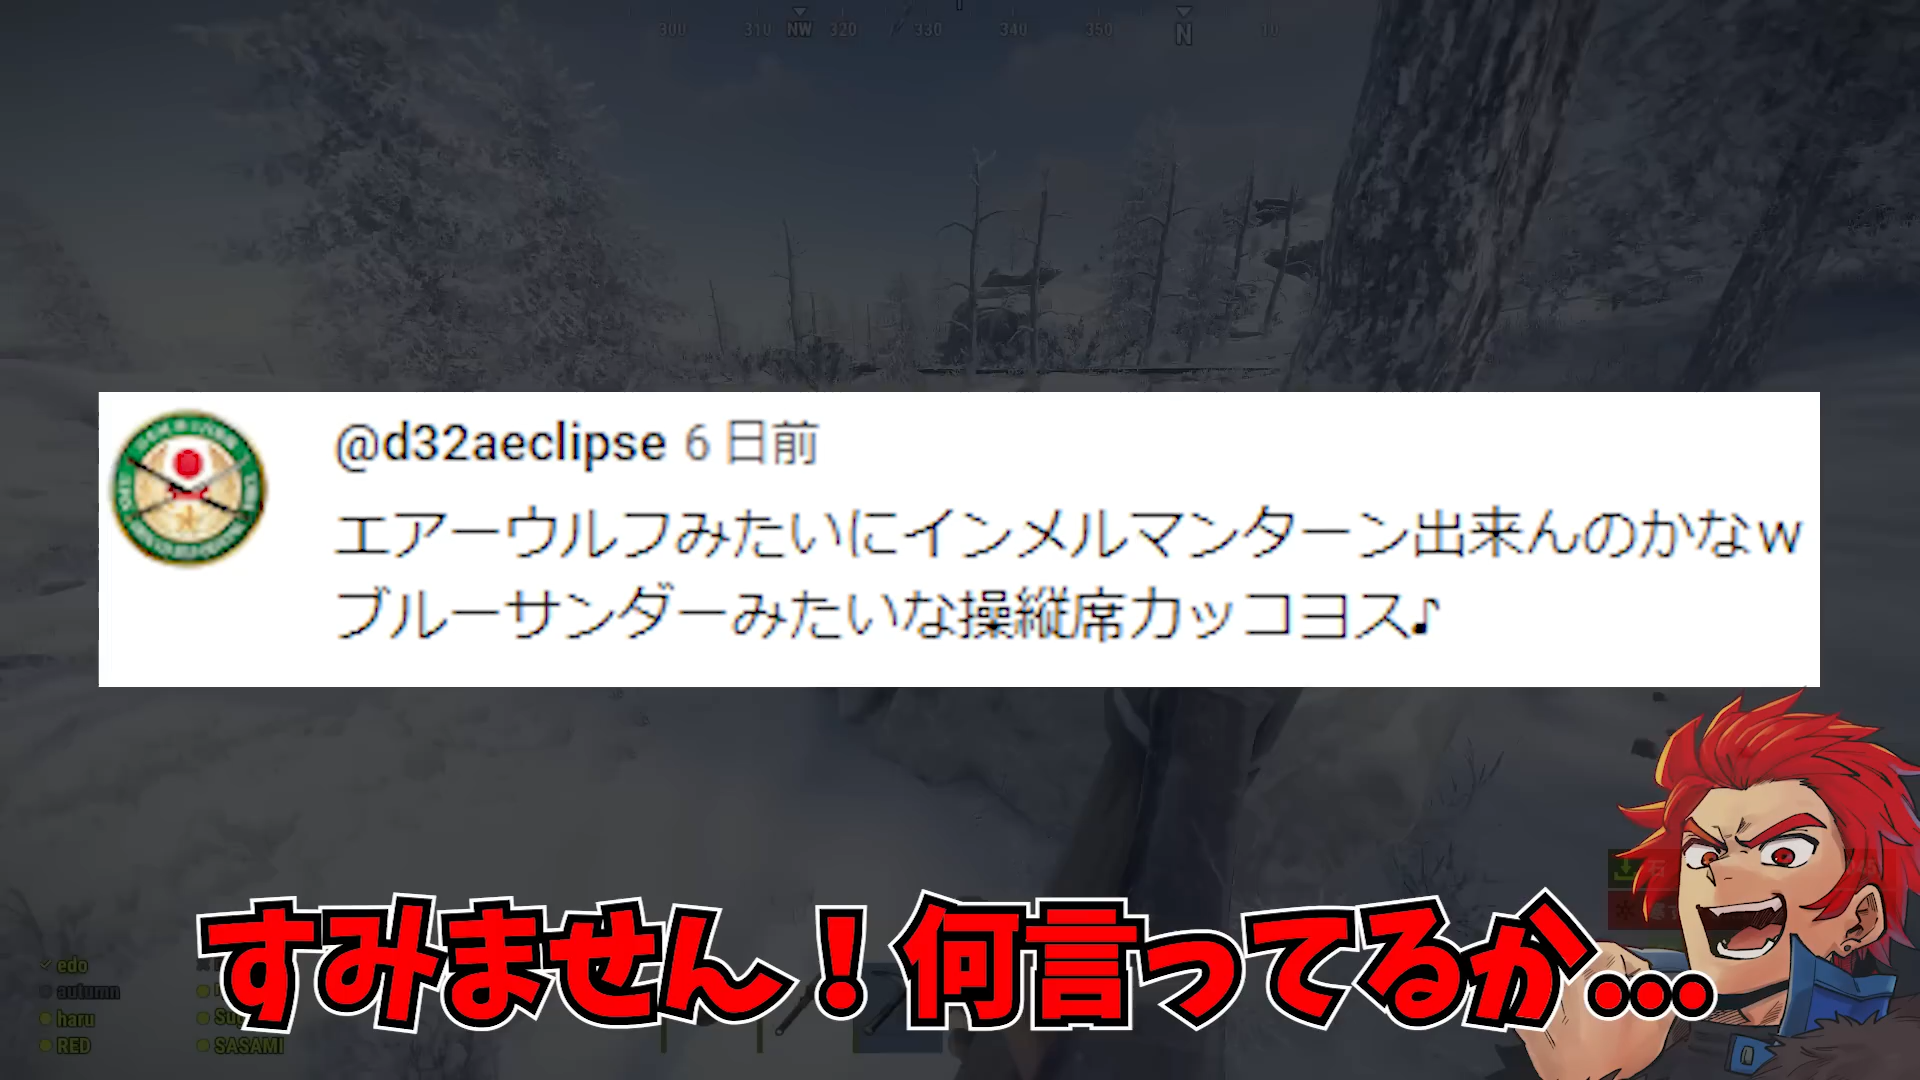 300 310 NW 320 330 340 350 N 10
@d32aeclipse 6 日前
エアーウルフみたいにインメルマンターン出来んのかなｗ
ブルーサンダーみたいな操縦席カッコヨス♪
石
すみません！何言ってるか...
edo
autumn
haru
RED
SASAMI